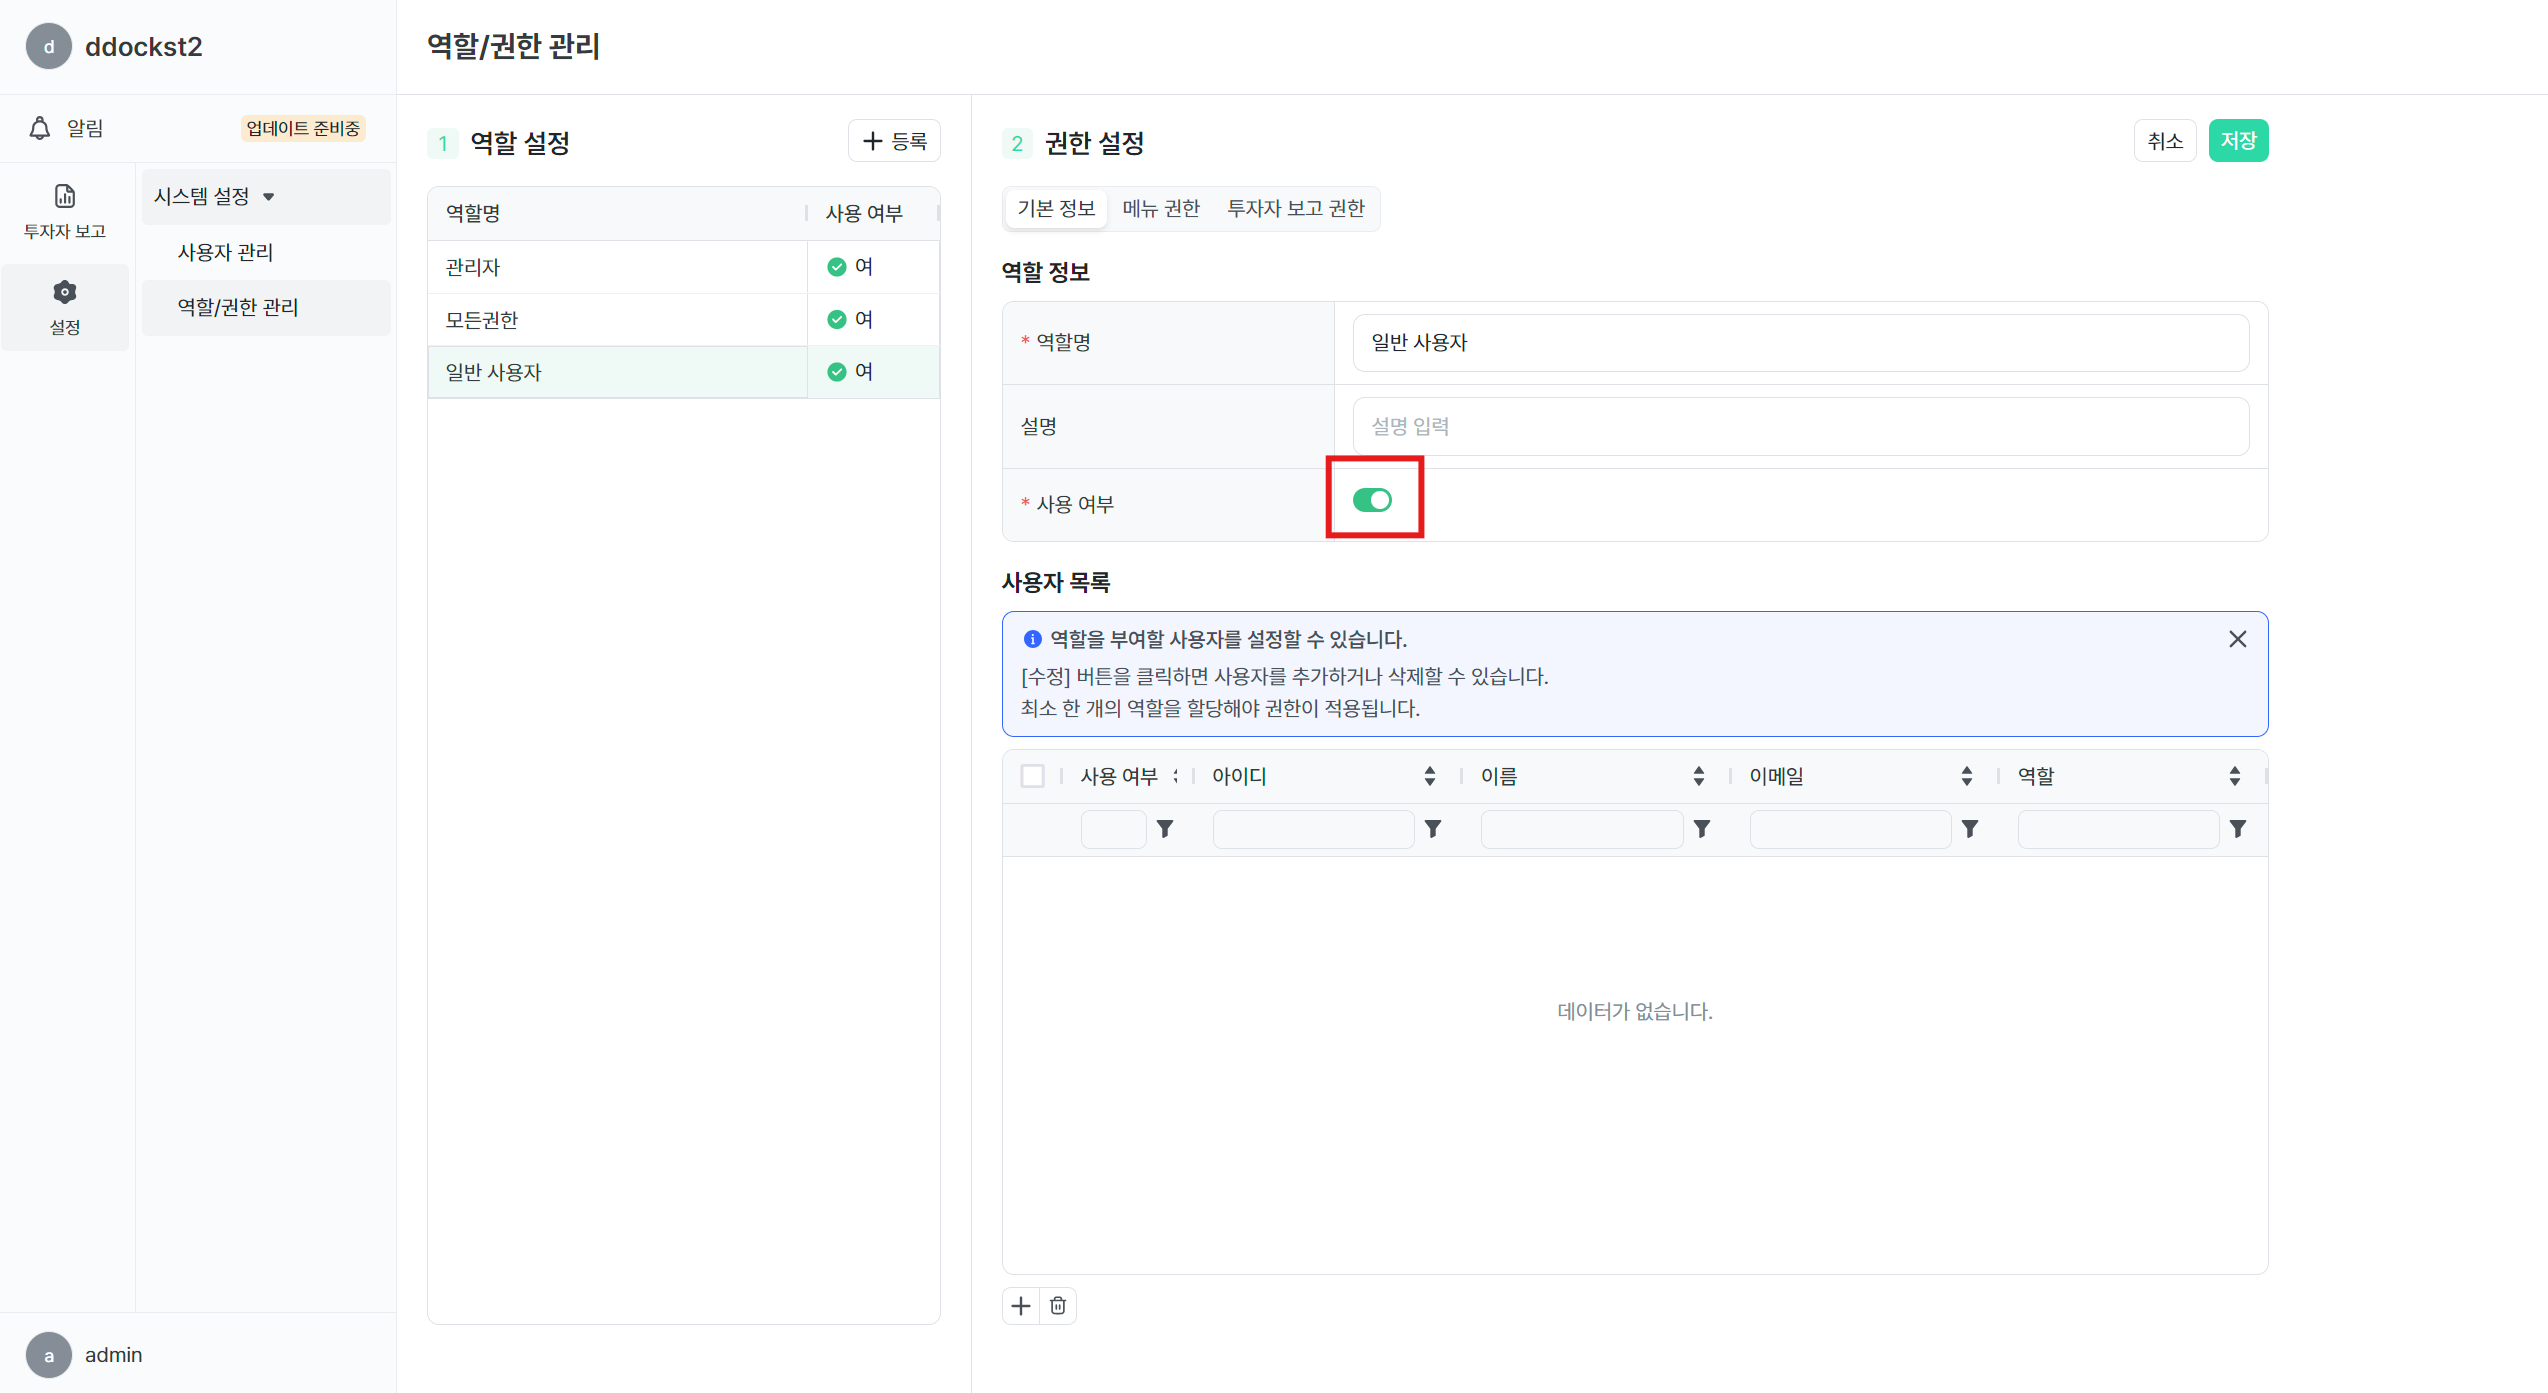 d ddockst2
역할/권한 관리
알림 업데이트 준비중
투자자 보고
설정
시스템 설정
사용자 관리
역할/권한 관리
a admin
1 역할 설정
등록
역할명 사용 여부
관리자 여
모든권한 여
일반 사용자 여
2 권한 설정
취소 저장
기본 정보 메뉴 권한 투자자 보고 권한
역할 정보
* 역할명 일반 사용자
설명 설명 입력
* 사용 여부
사용자 목록
역할을 부여할 사용자를 설정할 수 있습니다.
[수정] 버튼을 클릭하면 사용자를 추가하거나 삭제할 수 있습니다.
최소 한 개의 역할을 할당해야 권한이 적용됩니다.
사용 여부 아이디 이름 이메일 역할
데이터가 없습니다.